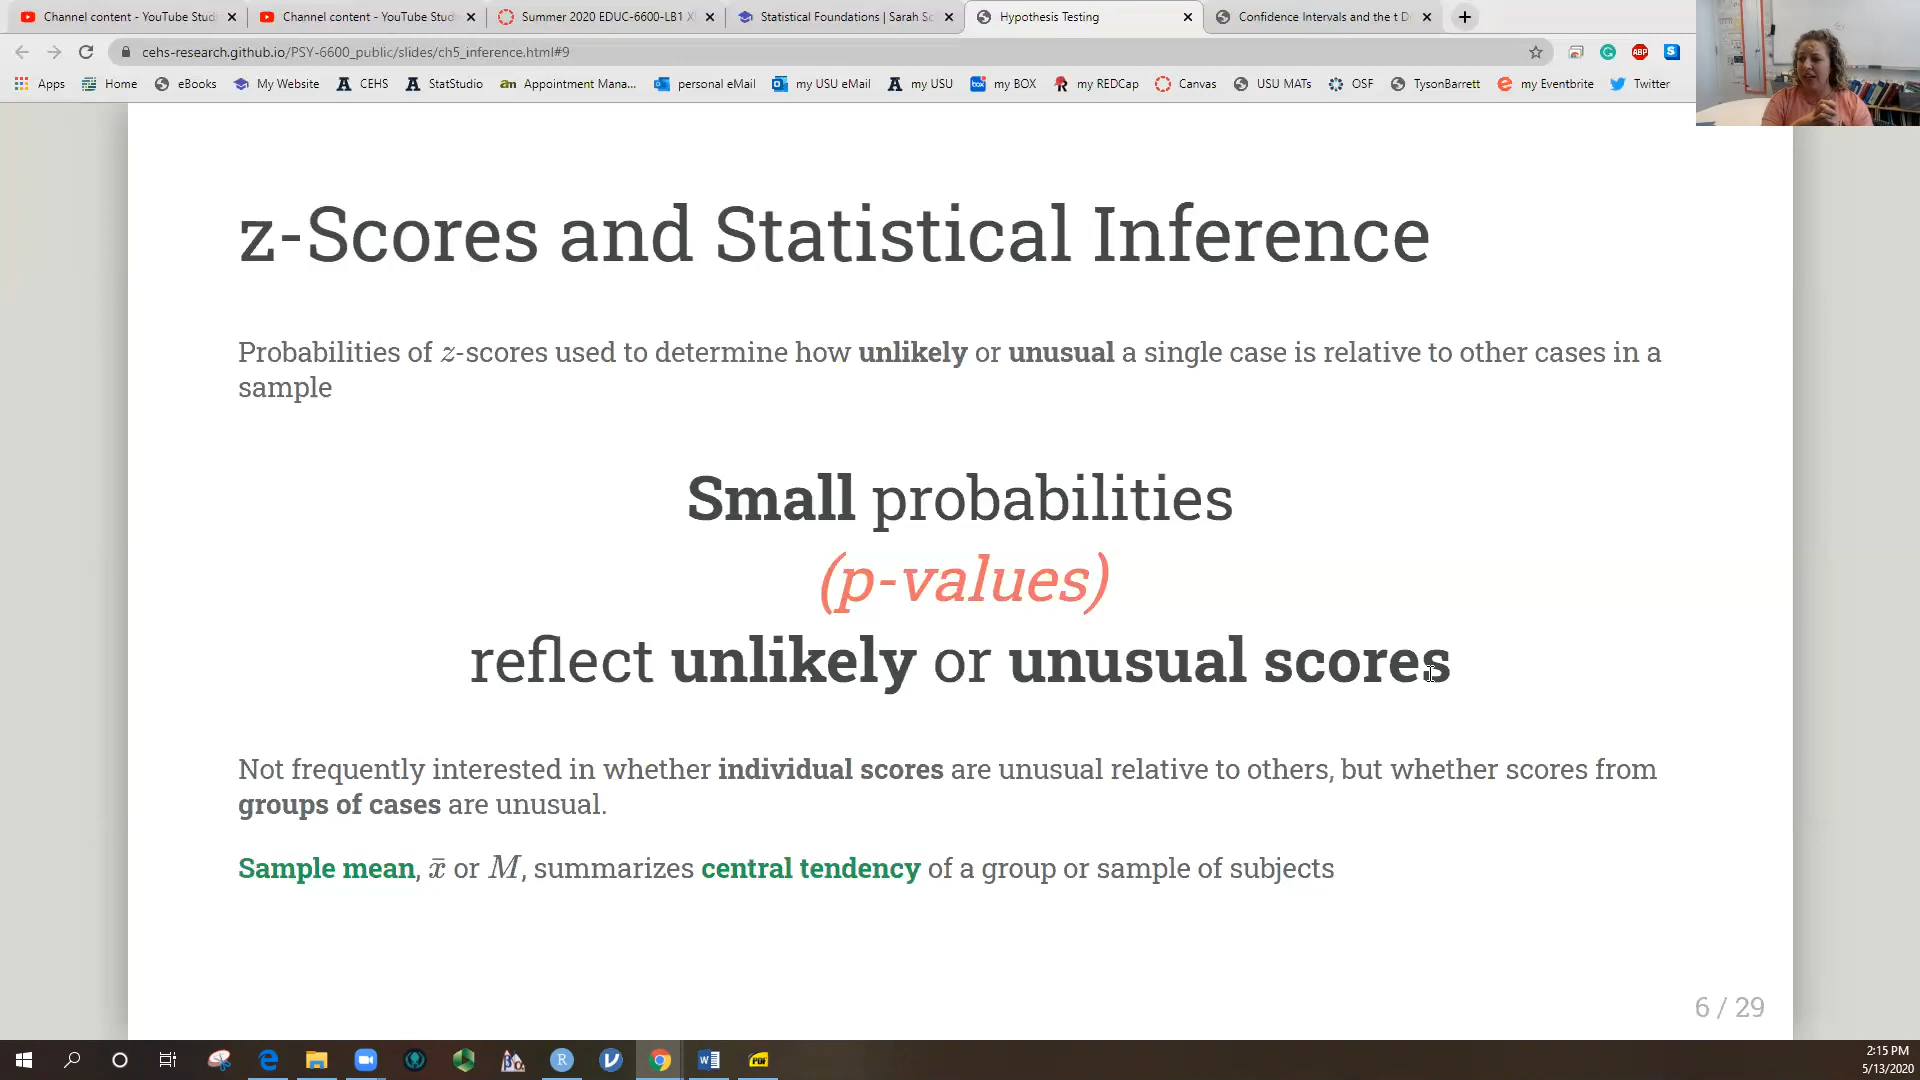 Channel content - YouTube Stud
Channel content - YouTube Stud
Summer 2020 EDUC-6600-LB1 X
Statistical Foundations | Sarah Sc
Hypothesis Testing
Confidence Intervals and the t D
cehs-research.github.io/PSY-6600_public/slides/ch5_inference.html#9
Apps
Home
eBooks
My Website
CEHS
StatStudio
Appointment Mana...
personal eMail
my USU eMail
my USU
my BOX
my REDCap
Canvas
USU MATs
OSF
TysonBarrett
my Eventbrite
Twitter
z-Scores and Statistical Inference
Probabilities of z-scores used to determine how unlikely or unusual a single case is relative to other cases in a
sample
Small probabilities
(p-values)
reflect unlikely or unusual scores
Not frequently interested in whether individual scores are unusual relative to others, but whether scores from
groups of cases are unusual.
Sample mean, x̄ or M, summarizes central tendency of a group or sample of subjects
6 / 29
2:15 PM
5/13/2020